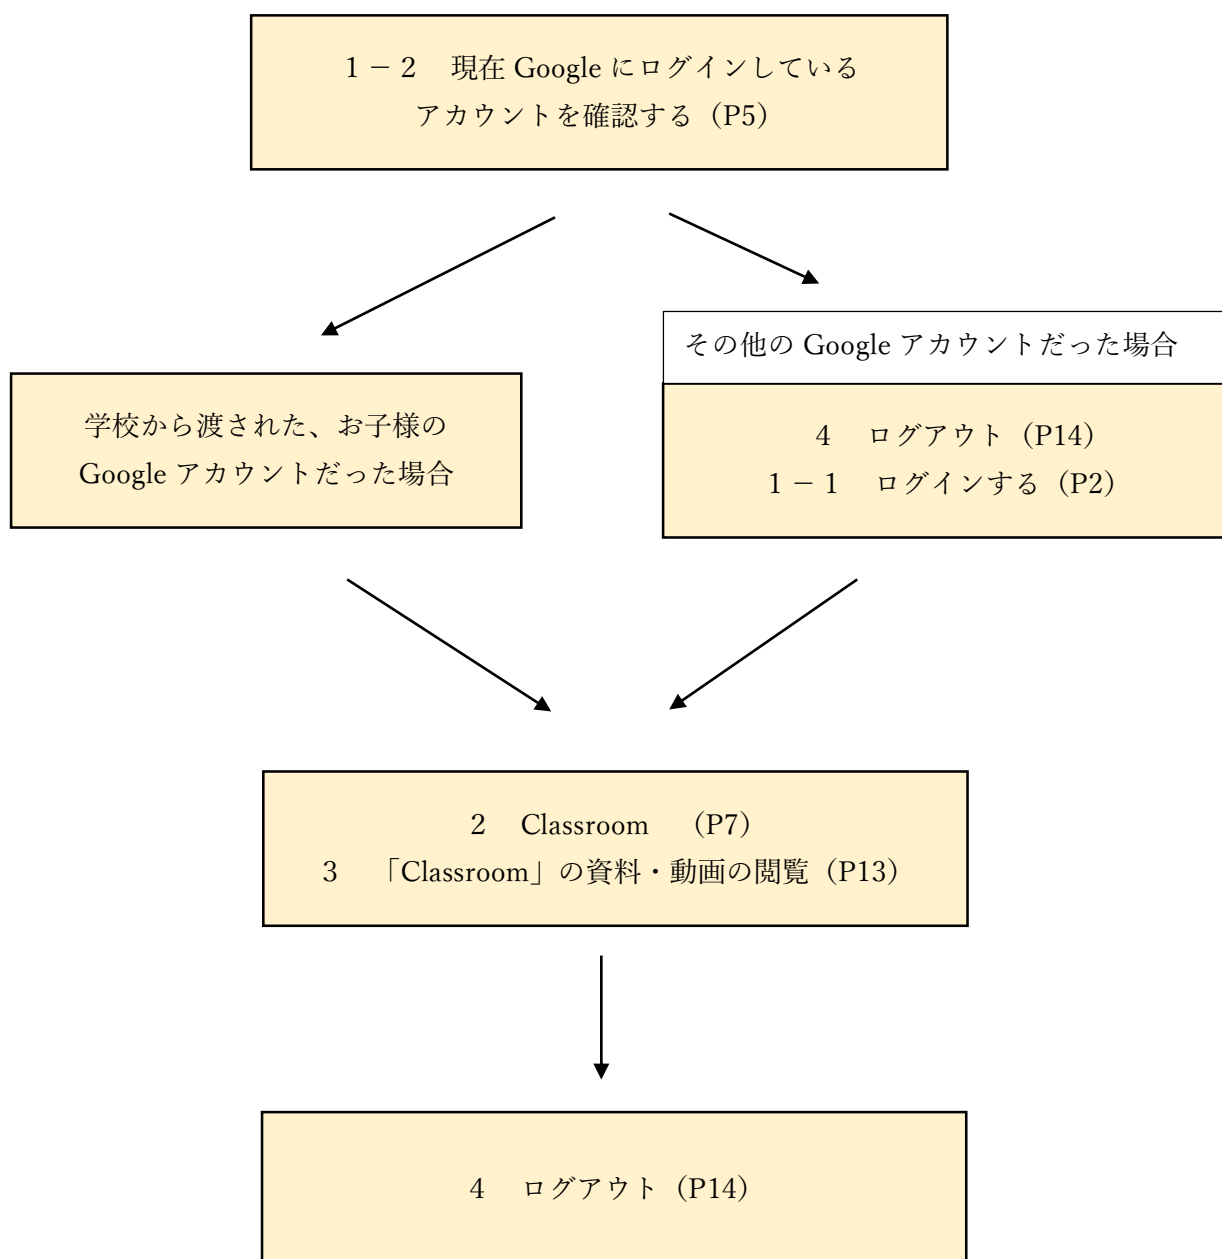 １－２　現在 Google にログインしている
アカウントを確認する（P5）
その他の Google アカウントだった場合
学校から渡された、お子様の
Google アカウントだった場合
４　ログアウト（P14）
１－１　ログインする（P2）
２　Classroom　（P7）
３　「Classroom」の資料・動画の閲覧（P13）
４　ログアウト（P14）